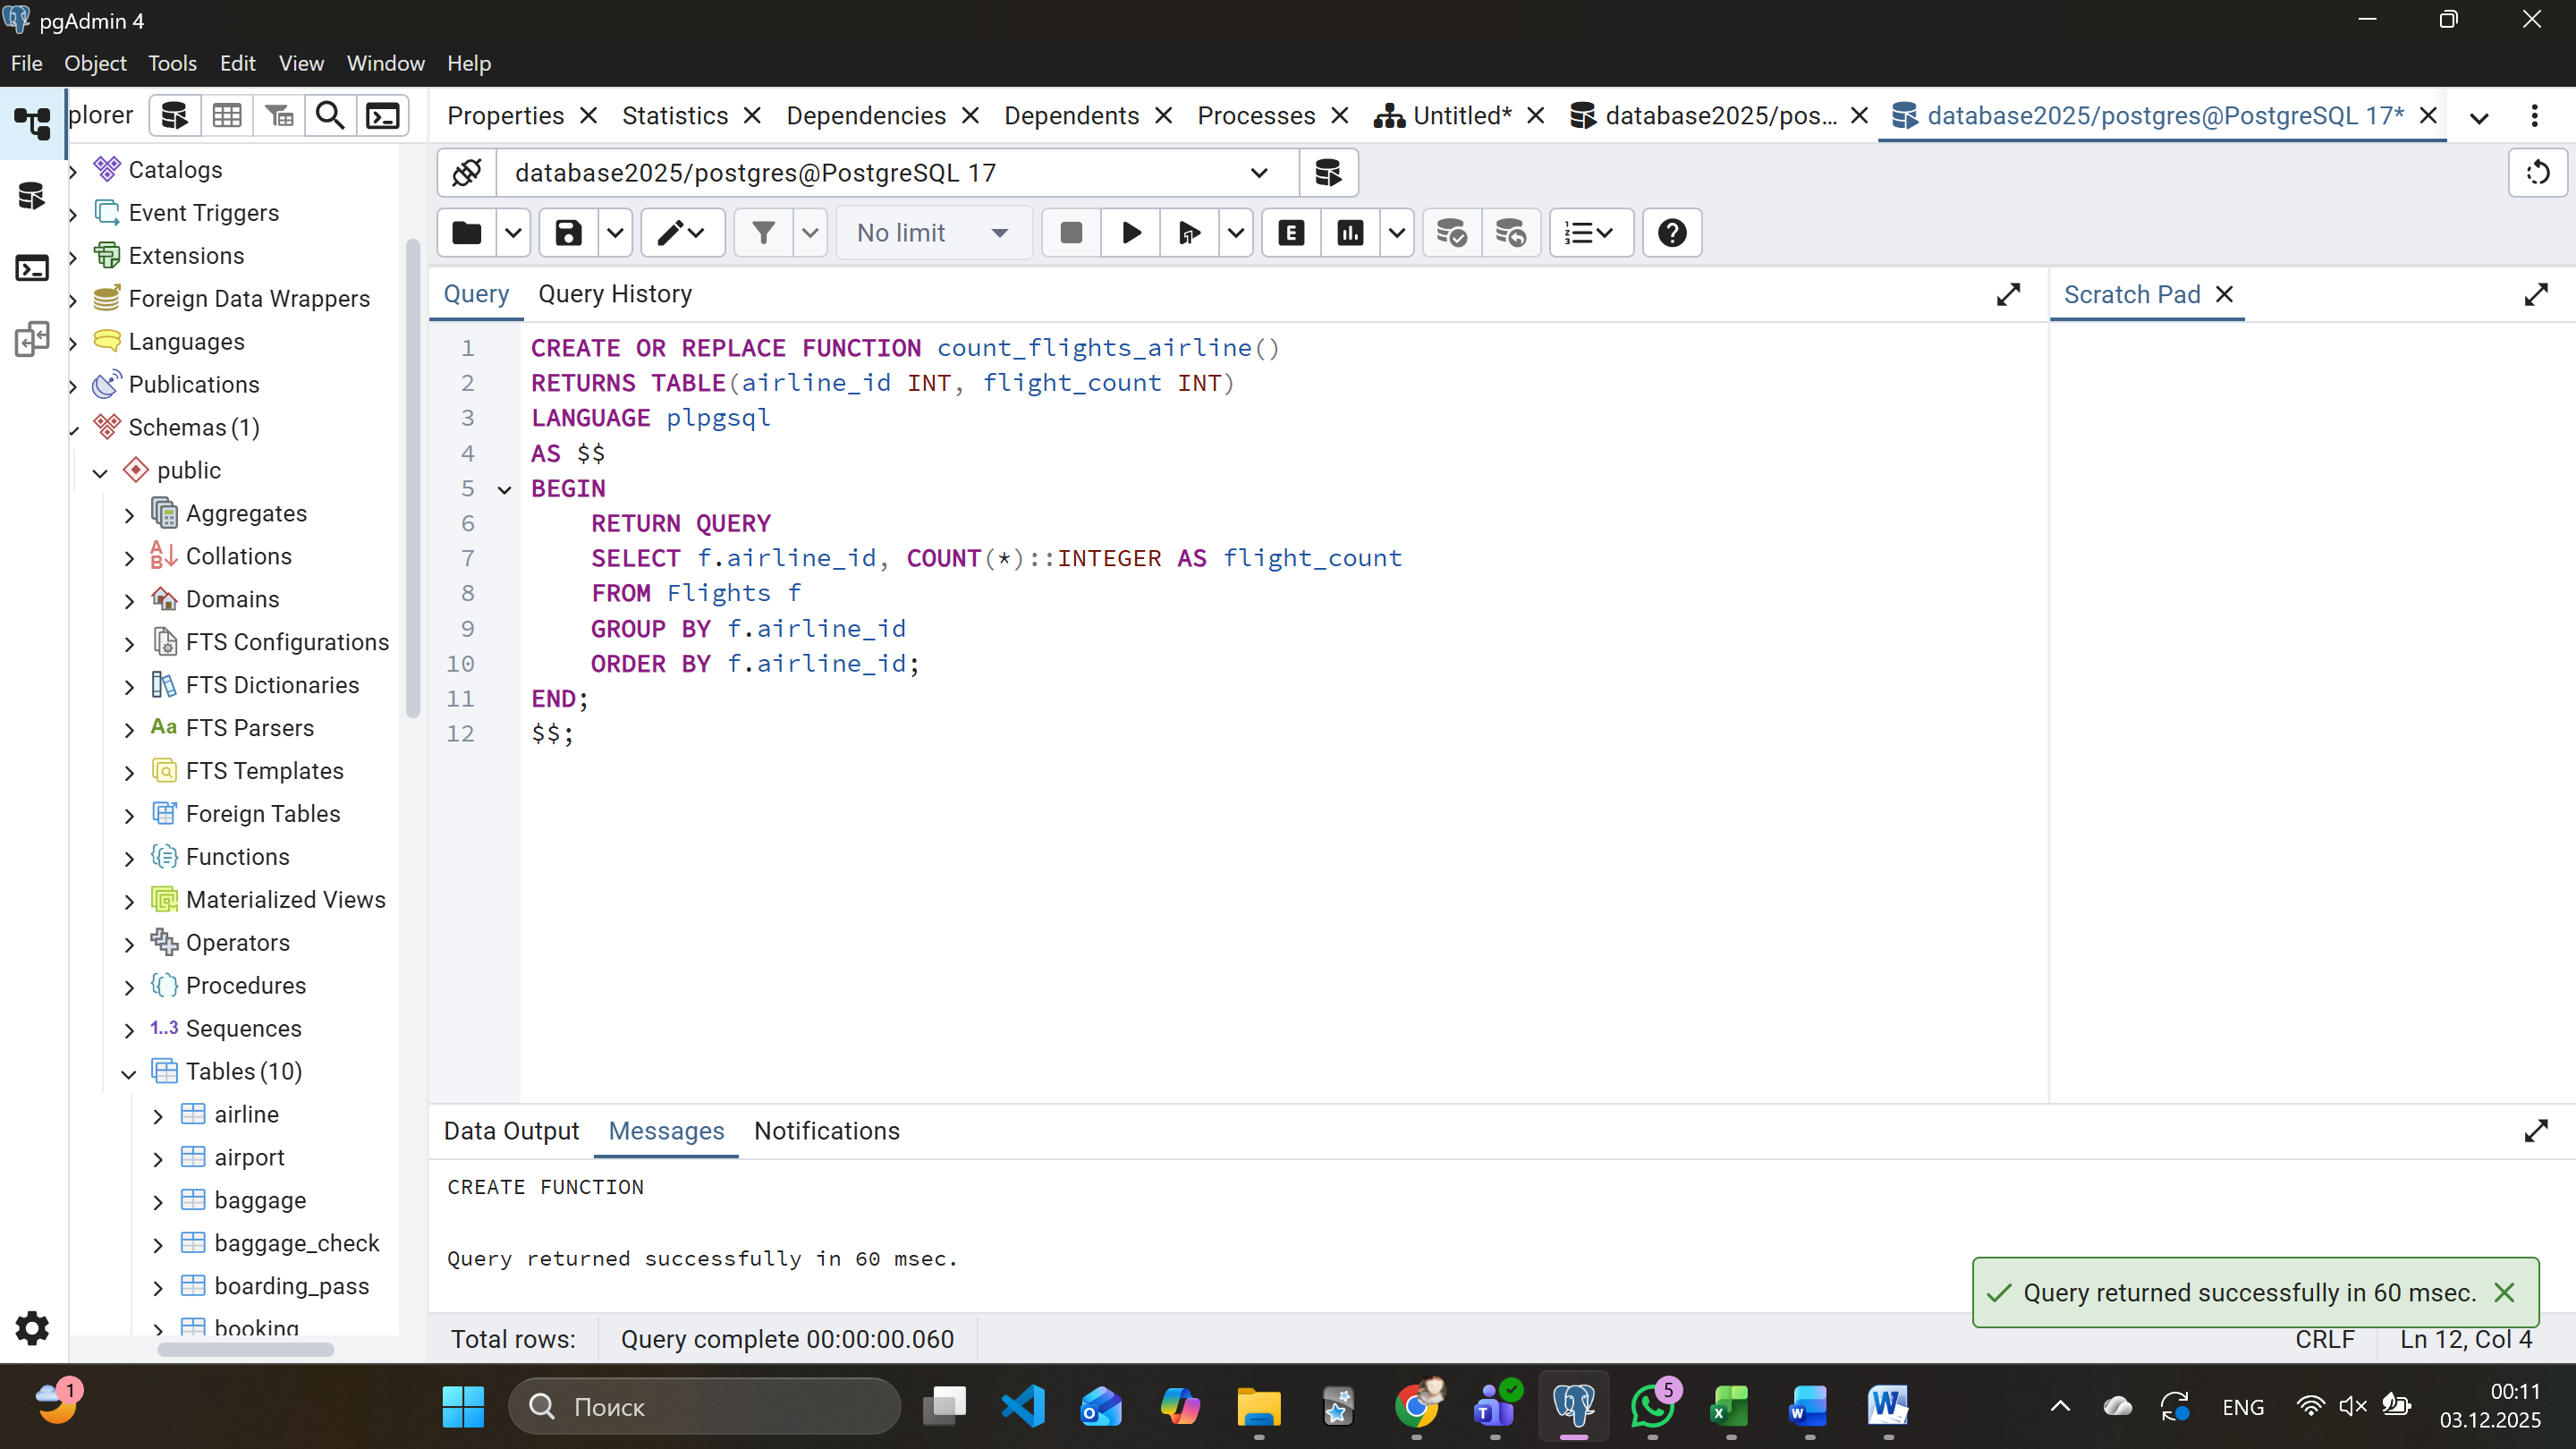 pgAdmin 4
File Object Tools Edit View Window Help
plorer
Properties Statistics Dependencies Dependents Processes Untitled* database2025/pos... database2025/postgres@PostgreSQL 17*
database2025/postgres@PostgreSQL 17
No limit
E
Query Query History
Scratch Pad
Catalogs
Event Triggers
Extensions
Foreign Data Wrappers
Languages
Publications
Schemas (1)
public
Aggregates
Collations
Domains
FTS Configurations
FTS Dictionaries
Aa FTS Parsers
FTS Templates
Foreign Tables
Functions
Materialized Views
Operators
Procedures
1..3 Sequences
Tables (10)
airline
airport
baggage
baggage_check
boarding_pass
booking
1 CREATE OR REPLACE FUNCTION count_flights_airline()
2 RETURNS TABLE(airline_id INT, flight_count INT)
3 LANGUAGE plpgsql
4 AS $$
5 BEGIN
6 RETURN QUERY
7 SELECT f.airline_id, COUNT(*)::INTEGER AS flight_count
8 FROM Flights f
9 GROUP BY f.airline_id
10 ORDER BY f.airline_id;
11 END;
12 $$;
Data Output Messages Notifications
CREATE FUNCTION
Query returned successfully in 60 msec.
Query returned successfully in 60 msec.
Total rows: Query complete 00:00:00.060
CRLF Ln 12, Col 4
1
Поиск
5
ENG
00:11
03.12.2025